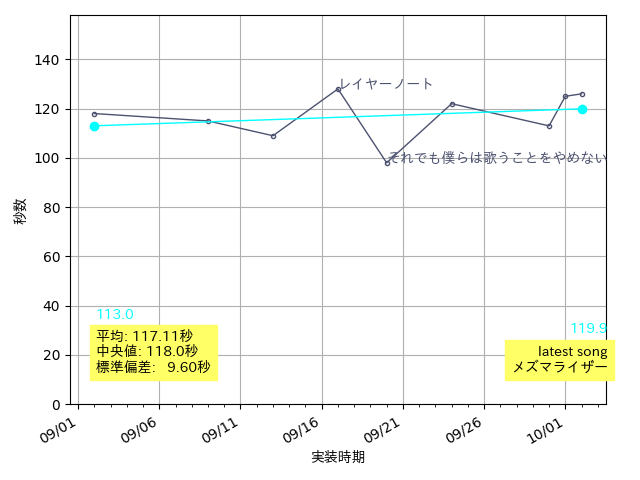 140
120
100
80
60
40
20
0
秒数
レイヤーノート
それでも僕らは歌うことをやめない
113.0
119.9
平均: 117.11秒
中央値: 118.0秒
標準偏差: 9.60秒
latest song
メズマライザー
09/01
09/06
09/11
09/16
09/21
09/26
10/01
実装時期